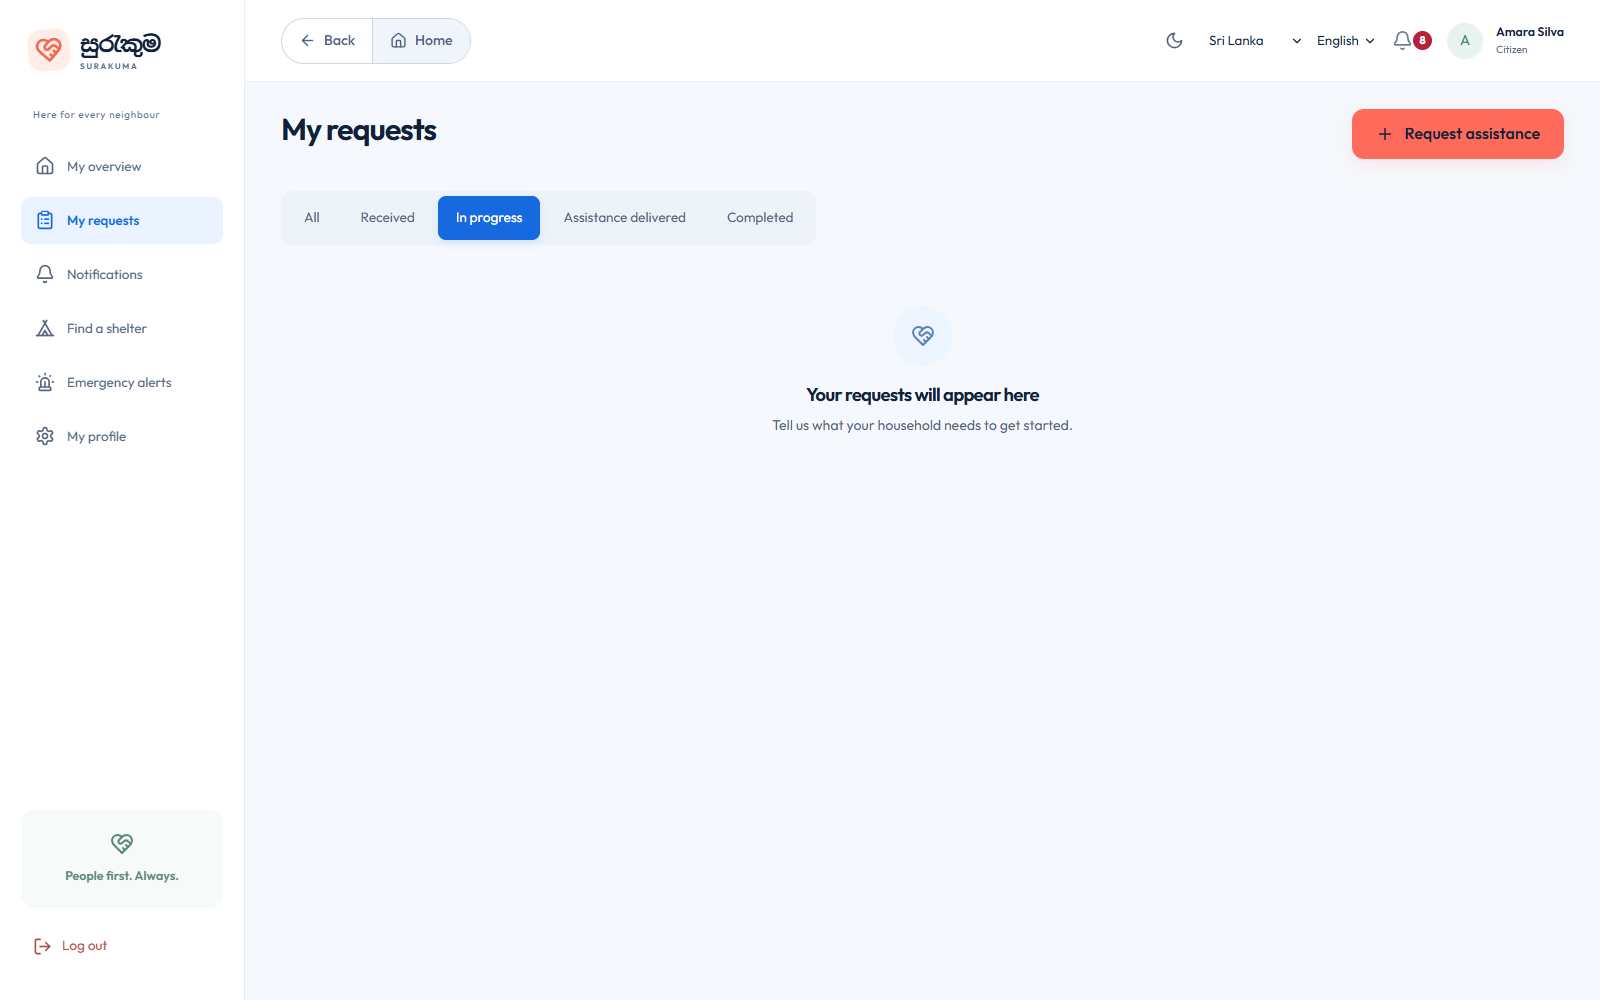 සුරැකුම
SURAKUMA
Here for every neighbour
My overview
My requests
Notifications
Find a shelter
Emergency alerts
My profile
People first. Always.
Log out
Back
Home
Sri Lanka
English
8
A
Amara Silva
Citizen
My requests
Request assistance
All
Received
In progress
Assistance delivered
Completed
Your requests will appear here
Tell us what your household needs to get started.